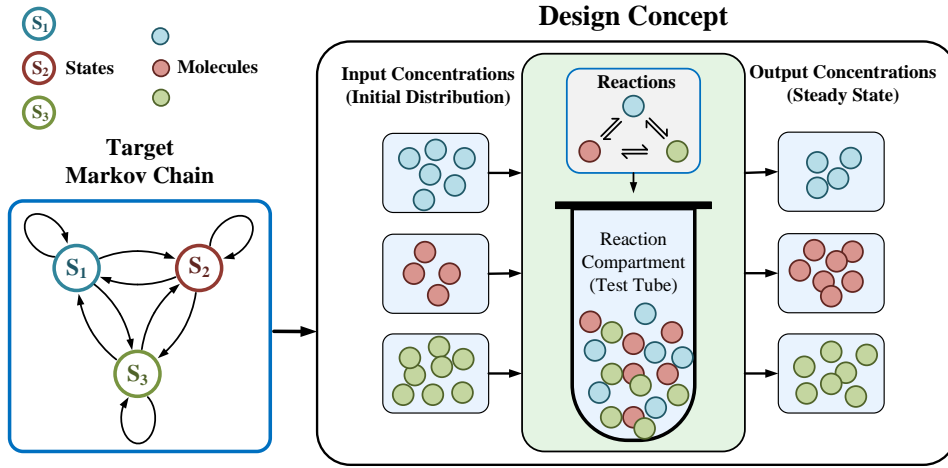 Design Concept
S1
S2 States
S3
Molecules
Target
Markov Chain
S1
S2
S3
Input Concentrations
(Initial Distribution)
Reactions
Reaction
Compartment
(Test Tube)
Output Concentrations
(Steady State)